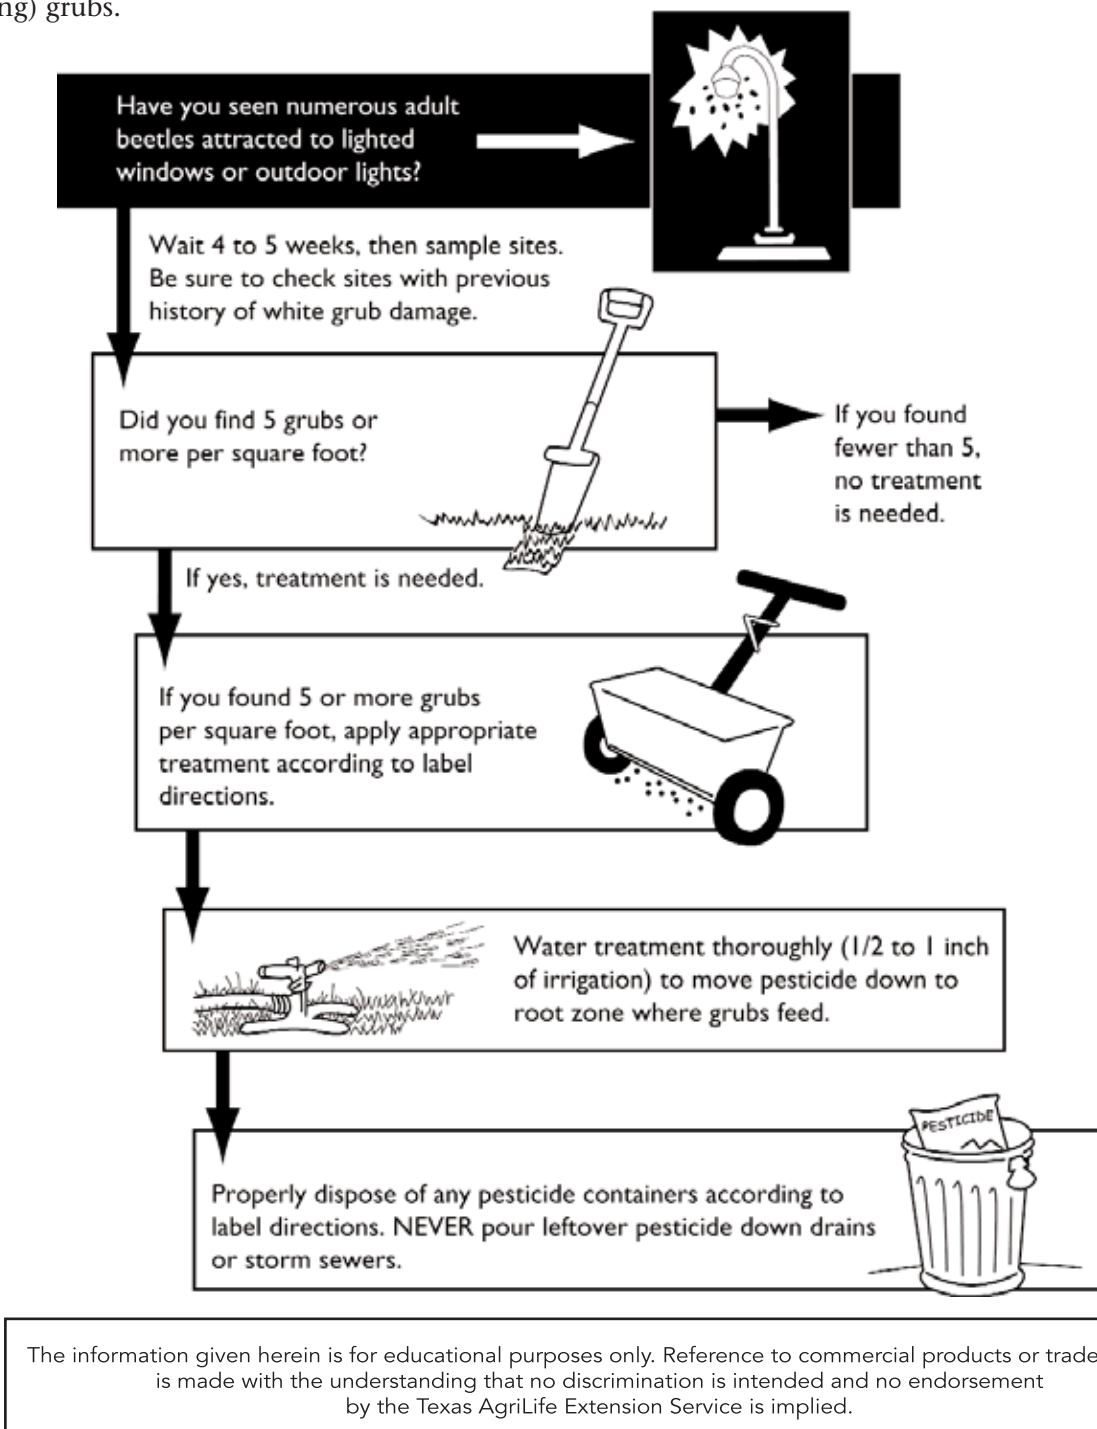 grubs.
Have you seen numerous adult
beetles attracted to lighted
windows or outdoor lights?
Wait 4 to 5 weeks, then sample sites.
Be sure to check sites with previous
history of white grub damage.
Did you find 5 grubs or
more per square foot?
If you found
fewer than 5,
no treatment
is needed.
If yes, treatment is needed.
If you found 5 or more grubs
per square foot, apply appropriate
treatment according to label
directions.
Water treatment thoroughly (1/2 to 1 inch
of irrigation) to move pesticide down to
root zone where grubs feed.
PESTICIDE
Properly dispose of any pesticide containers according to
label directions. NEVER pour leftover pesticide down drains
or storm sewers.
The information given herein is for educational purposes only. Reference to commercial products or trade
is made with the understanding that no discrimination is intended and no endorsement
by the Texas AgriLife Extension Service is implied.